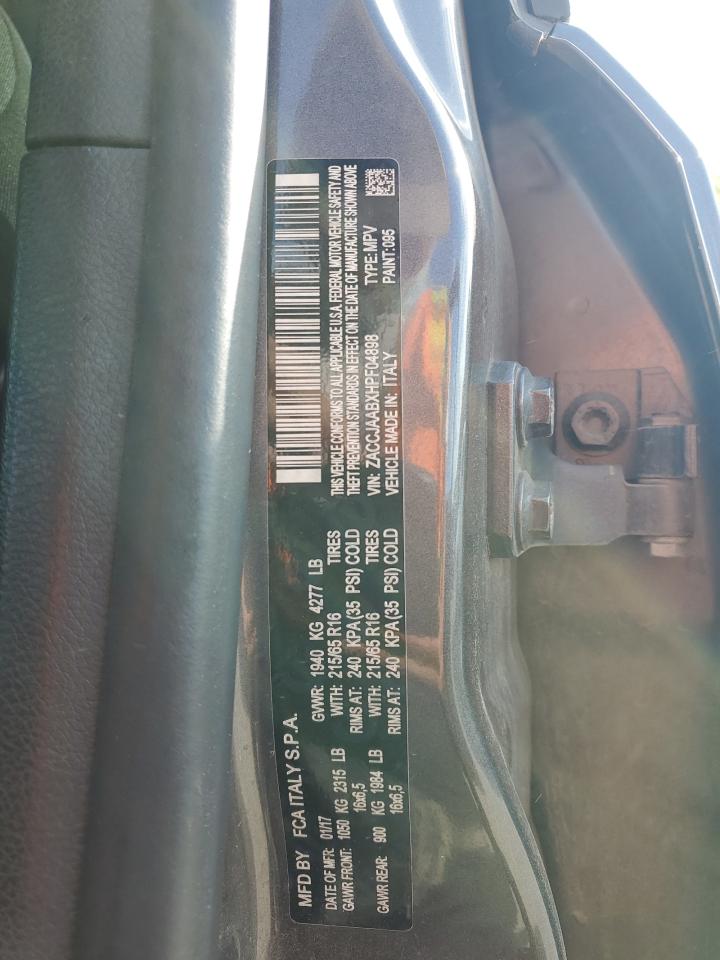 MFD BY FCA ITALY S.P.A.
DATE OF MFR: 01/17 GVWR: 1940 KG 4277 LB
GAWR FRONT: 1050 KG 2315 LB WITH: 215/65 R16 TIRES
16x6,5 RIMS AT: 240 KPA(35 PSI) COLD
GAWR REAR: 900 KG 1984 LB WITH: 215/65 R16 TIRES
16x6,5 RIMS AT: 240 KPA(35 PSI) COLD
THIS VEHICLE CONFORMS TO ALL APPLICABLE U.S.A. FEDERAL MOTOR VEHICLE SAFETY AND
THEFT PREVENTION STANDARDS IN EFFECT ON THE DATE OF MANUFACTURE SHOWN ABOVE
VIN: ZACCJAABXHPF04898 TYPE: MPV
VEHICLE MADE IN: ITALY PAINT: 095